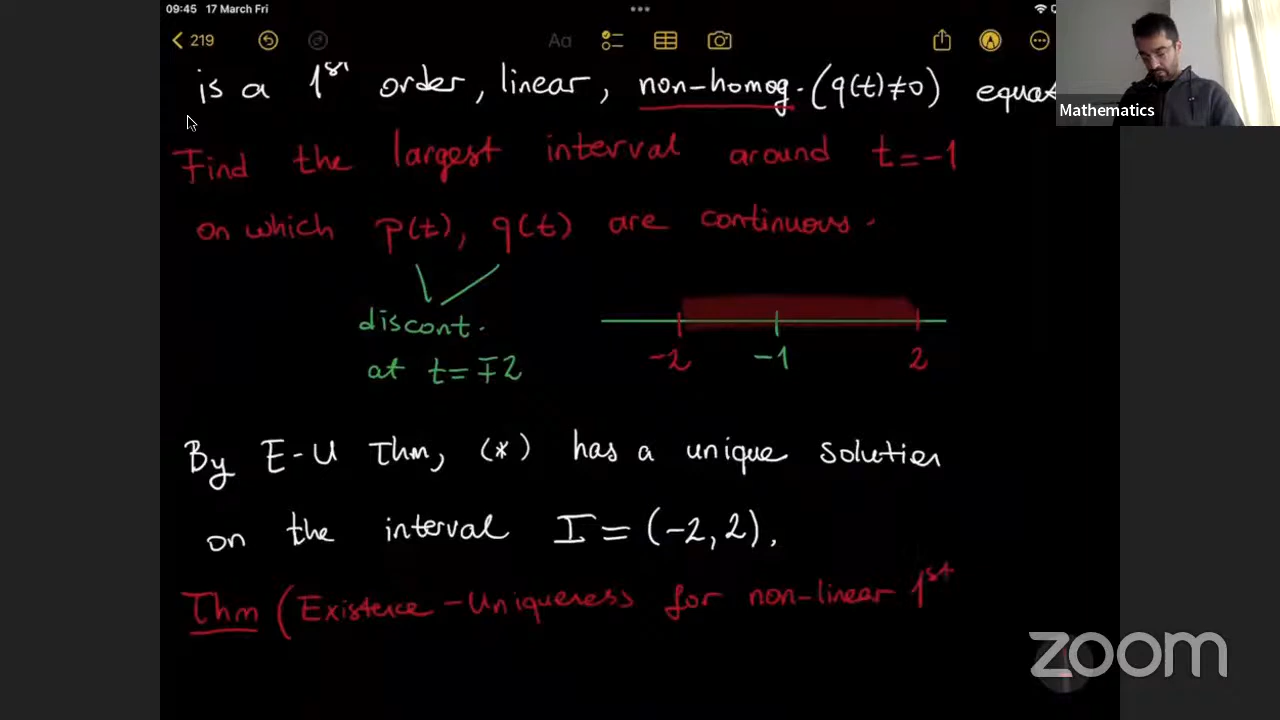 09:45 17 March Fri
219
Aa
is a 1st order, linear, non-homog. (q(t)≠0) equat
Mathematics
Find the largest interval around t=-1
on which p(t), q(t) are continuous.
discont.
at t=∓2
-2 -1 2
By E-U Thm, (*) has a unique solution
on the interval I = (-2, 2).
Thm (Existence-Uniqueness for non-linear 1st
zoom